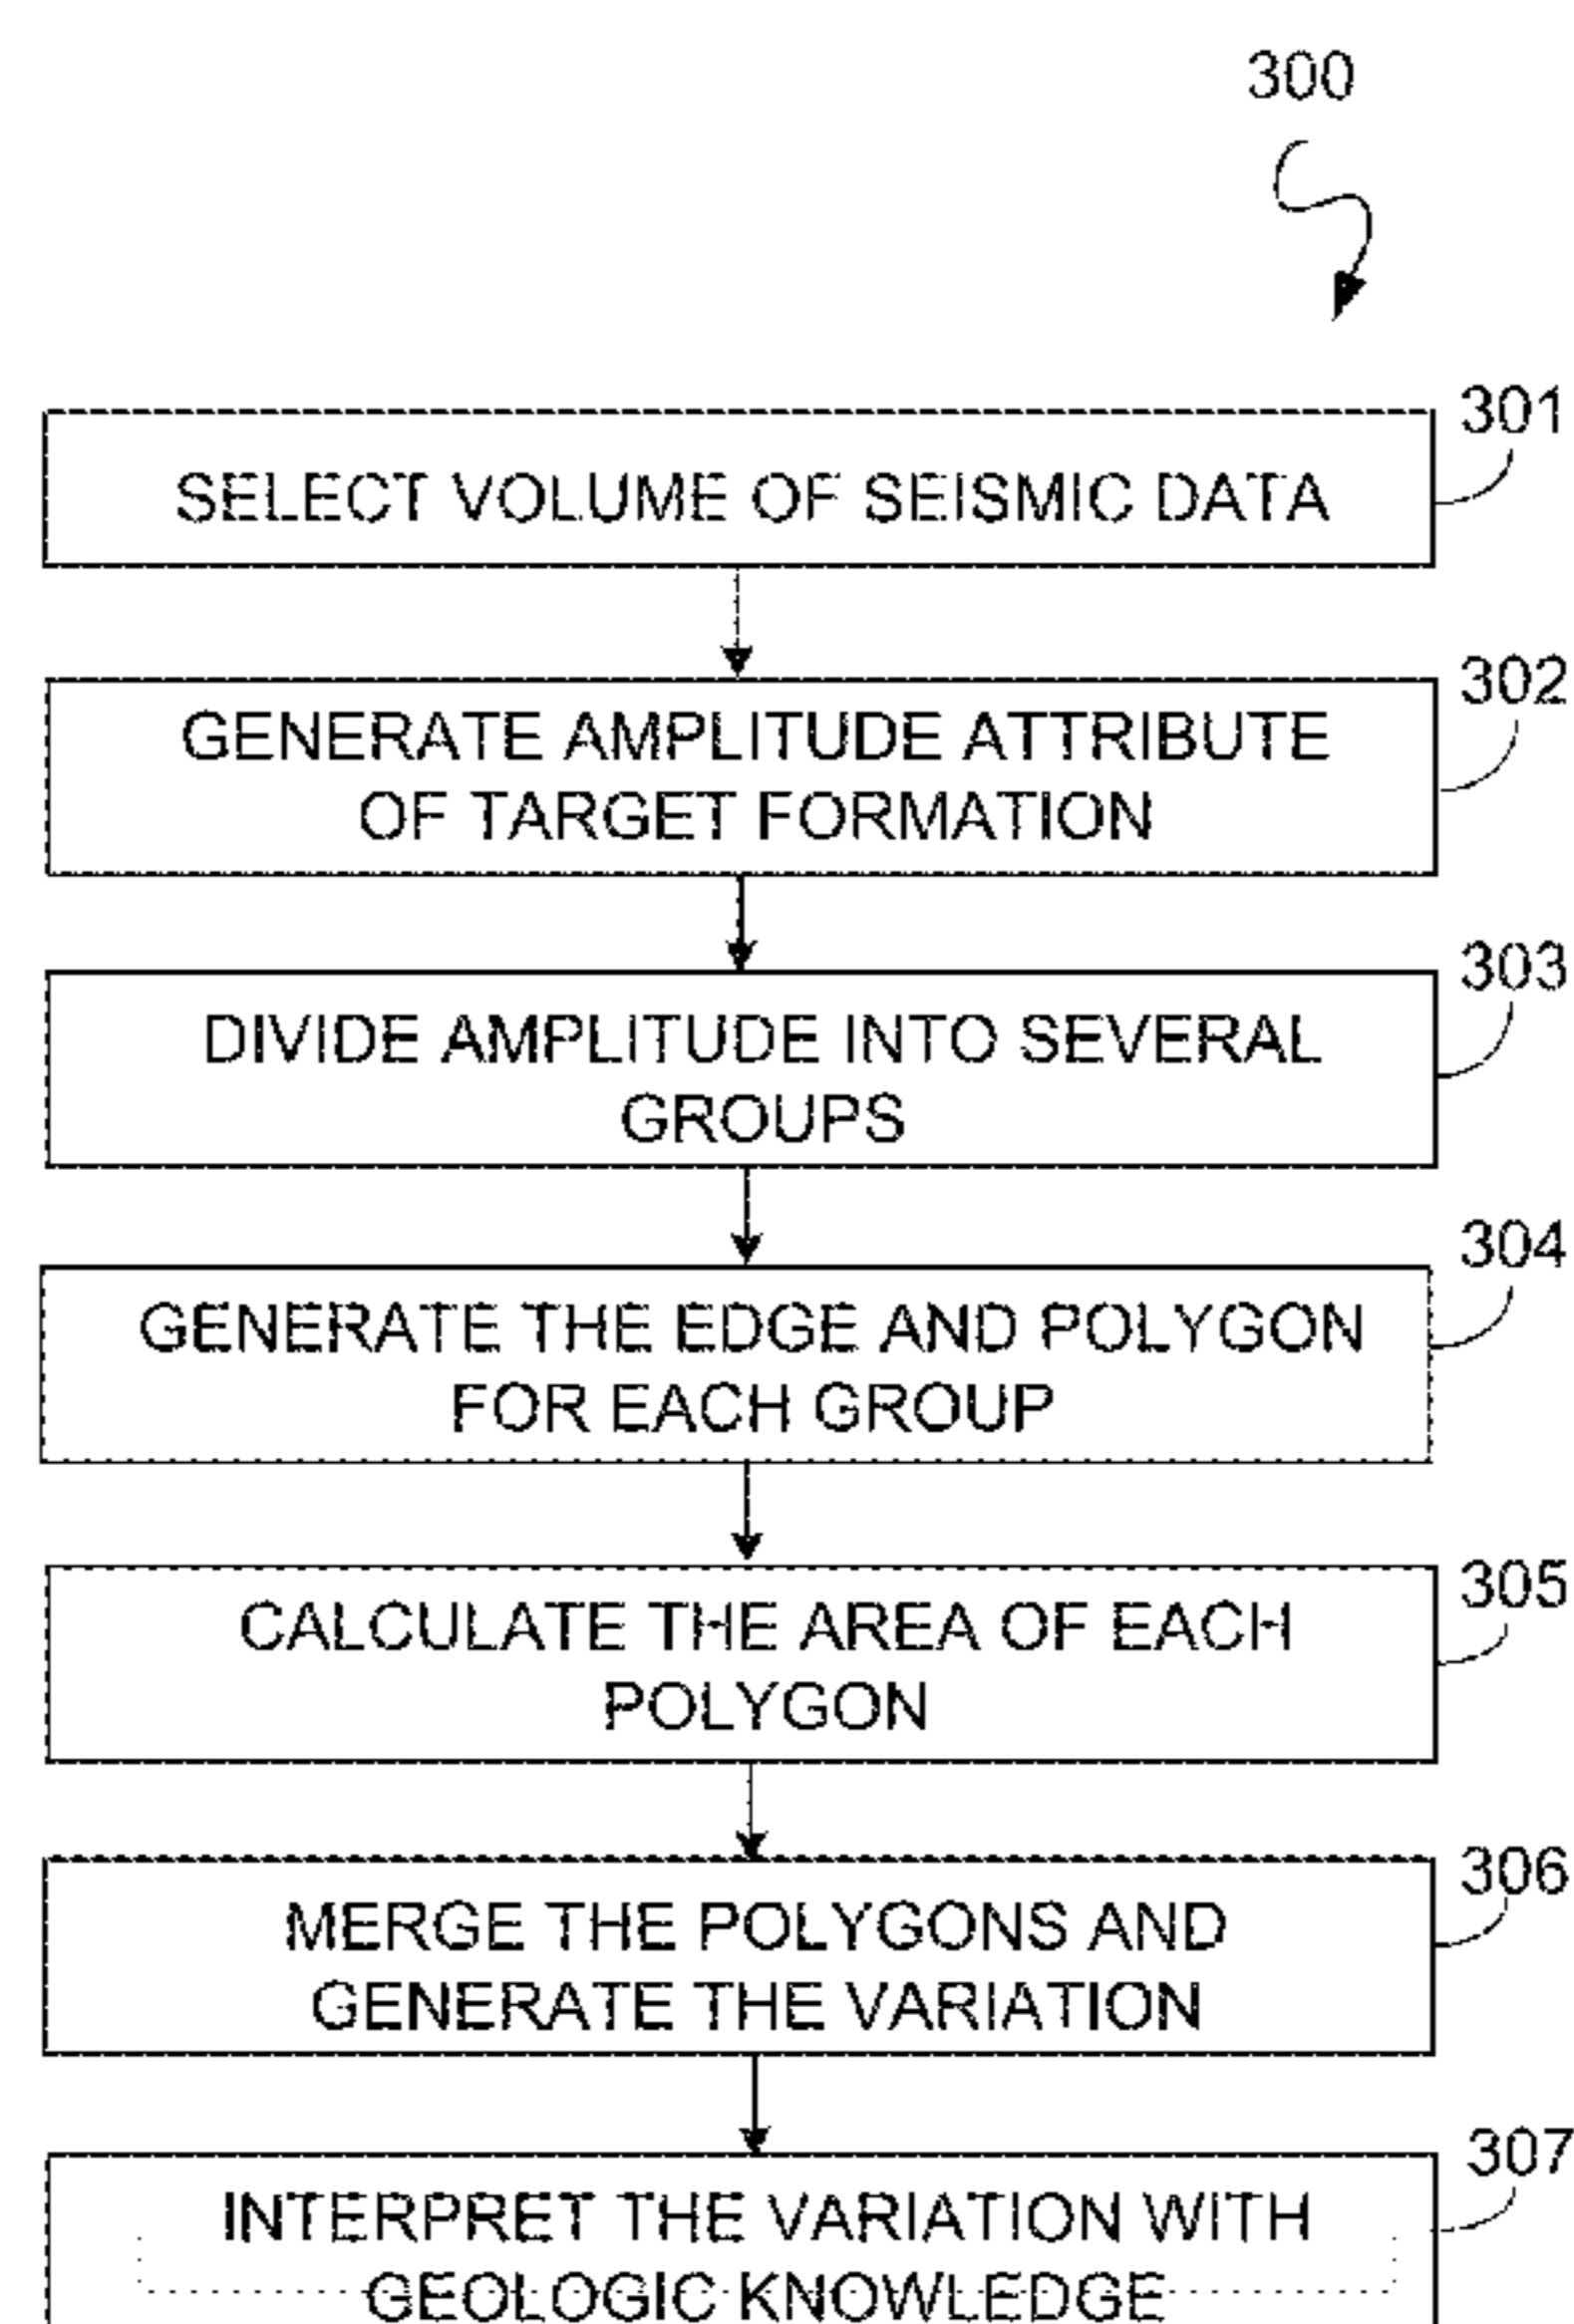 300
301
SELECT VOLUME OF SEISMIC DATA
302
GENERATE AMPLITUDE ATTRIBUTE
OF TARGET FORMATION
303
DIVIDE AMPLITUDE INTO SEVERAL
GROUPS
304
GENERATE THE EDGE AND POLYGON
FOR EACH GROUP
305
CALCULATE THE AREA OF EACH
POLYGON
306
MERGE THE POLYGONS AND
GENERATE THE VARIATION
307
INTERPRET THE VARIATION WITH
GEOLOGIC KNOWLEDGE